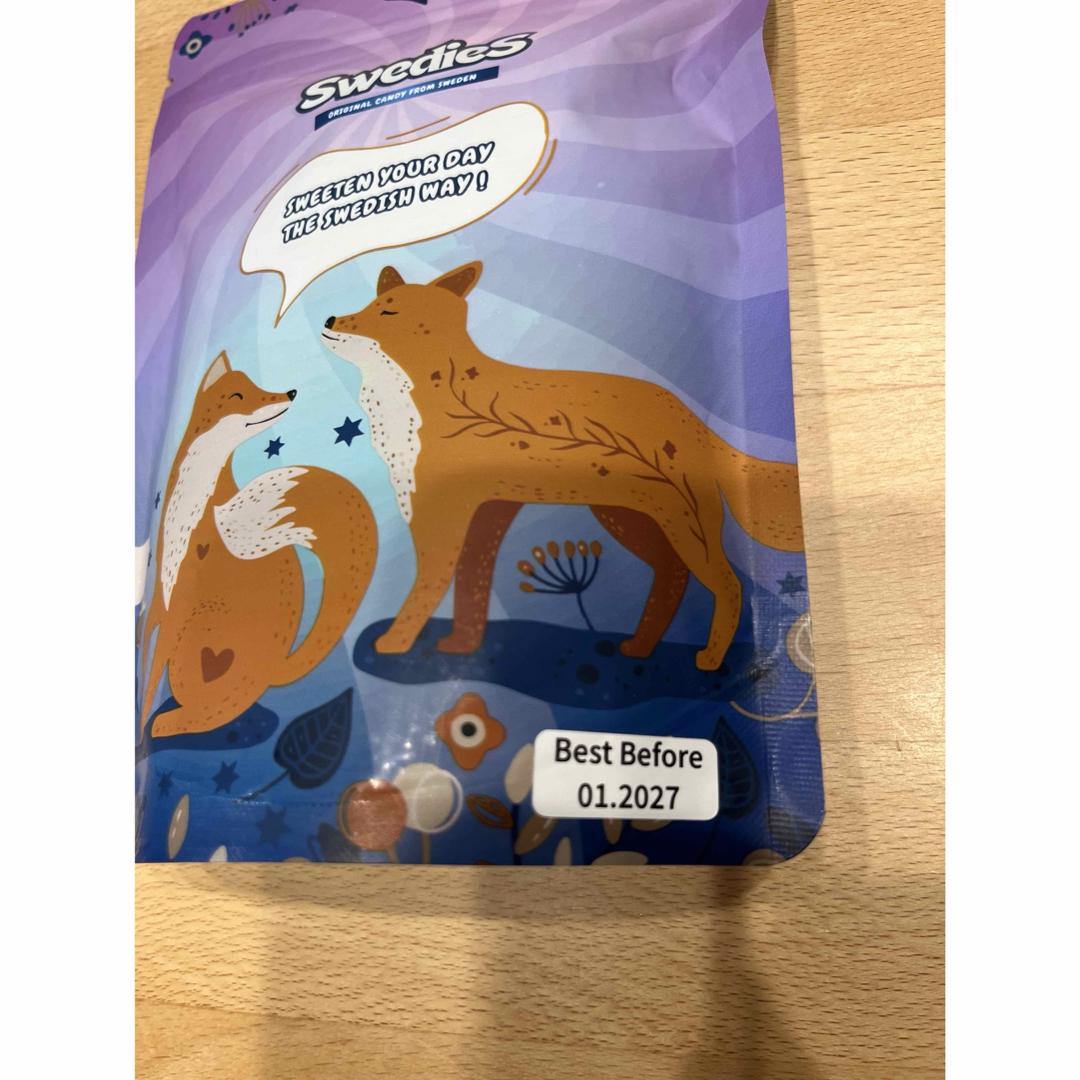 Swedies
ORIGINAL CANDY FROM SWEDEN
SWEETEN YOUR DAY
THE SWEDISH WAY!
Best Before
01.2027